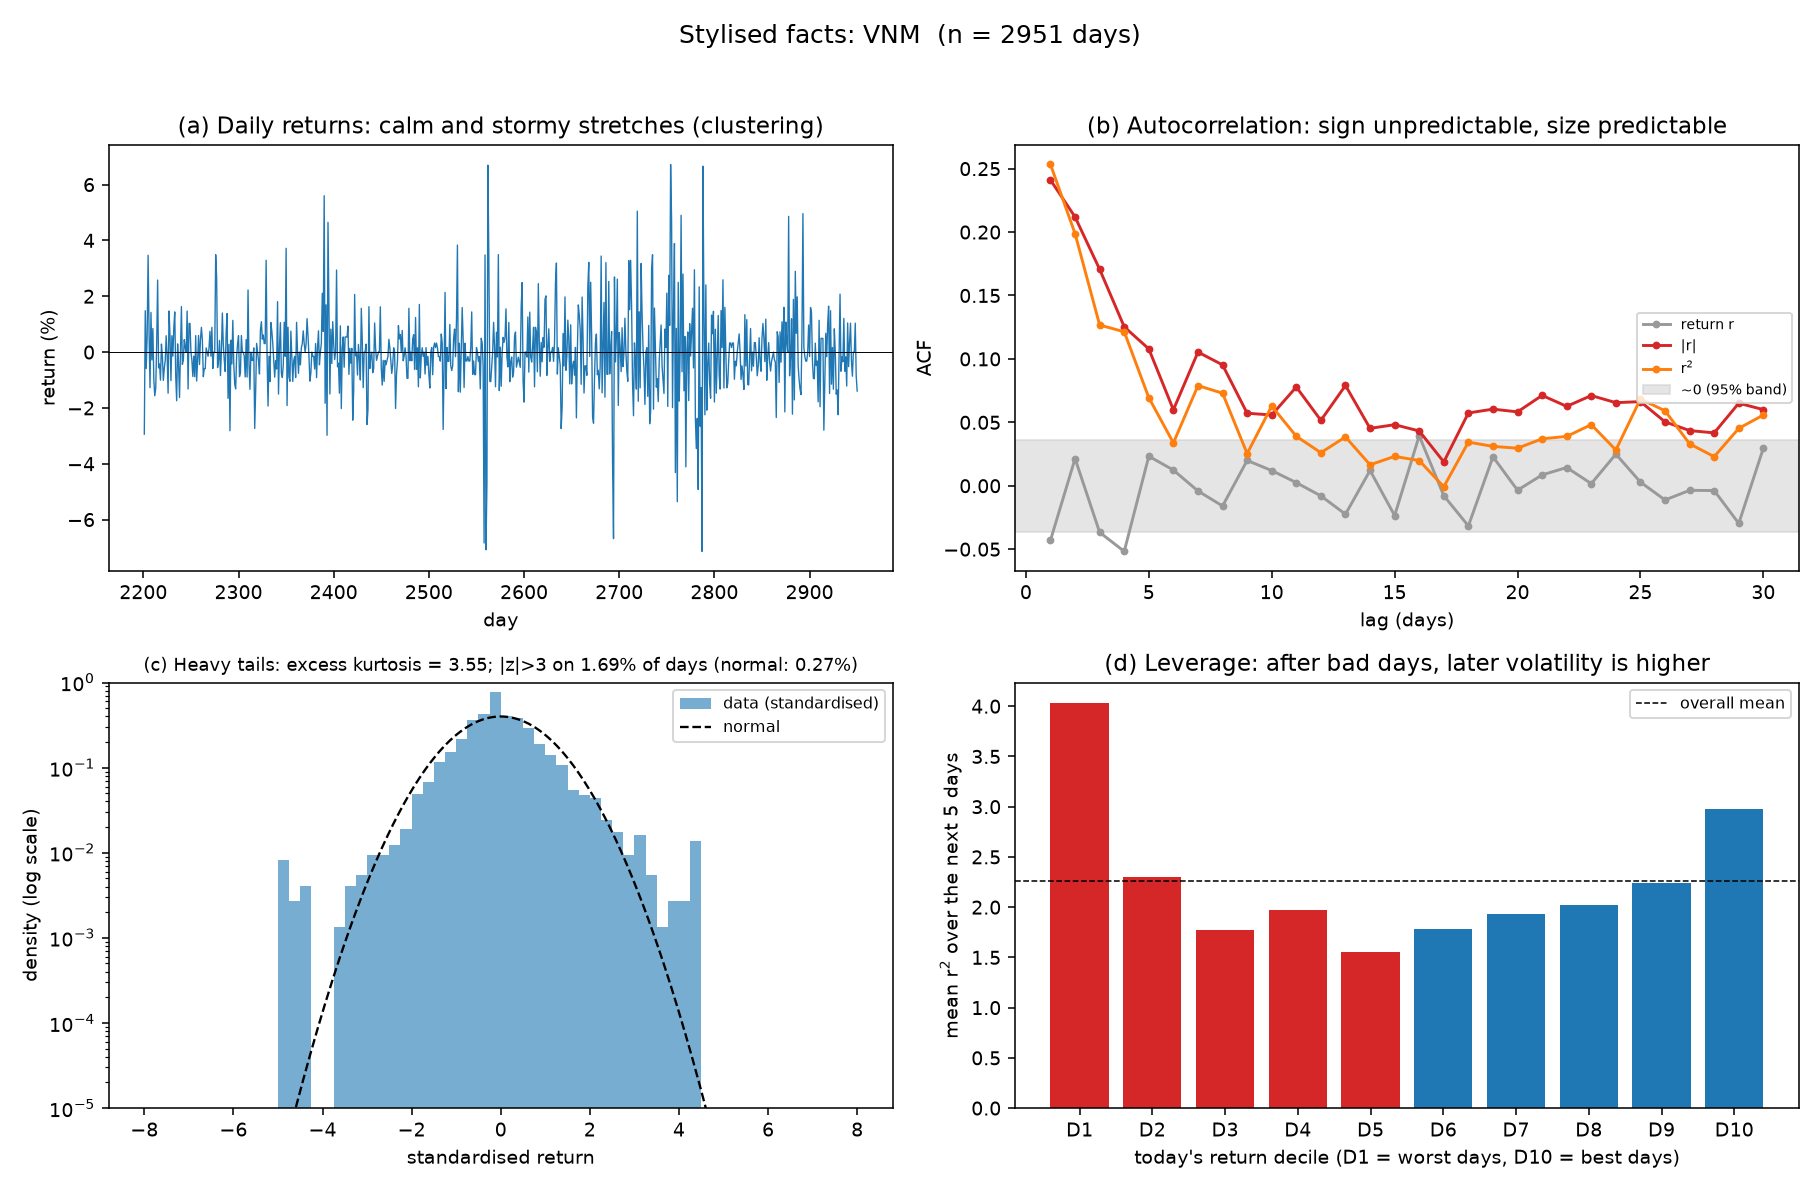 Stylised facts: VNM  (n = 2951 days)
(a) Daily returns: calm and stormy stretches (clustering)
return (%)
6
4
2
0
−2
−4
−6
2200 2300 2400 2500 2600 2700 2800 2900
day
(b) Autocorrelation: sign unpredictable, size predictable
ACF
0.25
0.20
0.15
0.10
0.05
0.00
−0.05
return r
|r|
r²
~0 (95% band)
0 5 10 15 20 25 30
lag (days)
(c) Heavy tails: excess kurtosis = 3.55; |z|>3 on 1.69% of days (normal: 0.27%)
density (log scale)
10⁰
10⁻¹
10⁻²
10⁻³
10⁻⁴
10⁻⁵
data (standardised)
normal
−8 −6 −4 −2 0 2 4 6 8
standardised return
(d) Leverage: after bad days, later volatility is higher
mean r² over the next 5 days
4.0
3.5
3.0
2.5
2.0
1.5
1.0
0.5
0.0
overall mean
D1 D2 D3 D4 D5 D6 D7 D8 D9 D10
today's return decile (D1 = worst days, D10 = best days)